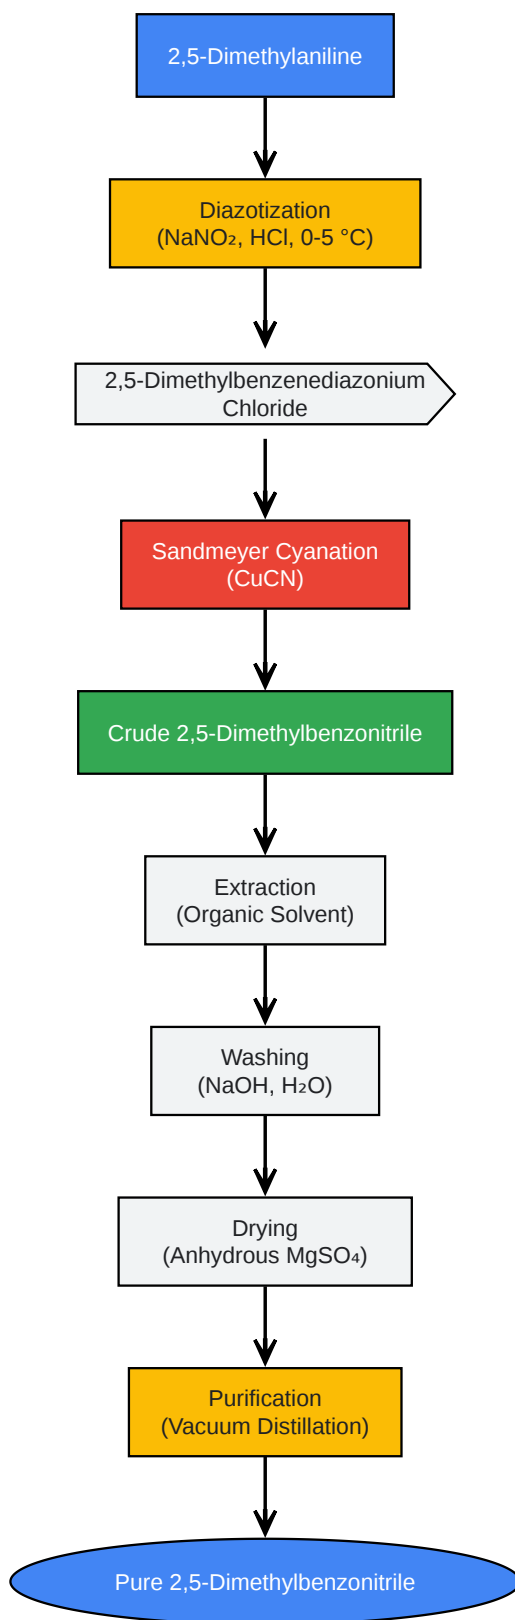 2,5-Dimethylaniline
Diazotization
(NaNO₂, HCl, 0-5 °C)
2,5-Dimethylbenzenediazonium
Chloride
Sandmeyer Cyanation
(CuCN)
Crude 2,5-Dimethylbenzonitrile
Extraction
(Organic Solvent)
Washing
(NaOH, H₂O)
Drying
(Anhydrous MgSO₄)
Purification
(Vacuum Distillation)
Pure 2,5-Dimethylbenzonitrile